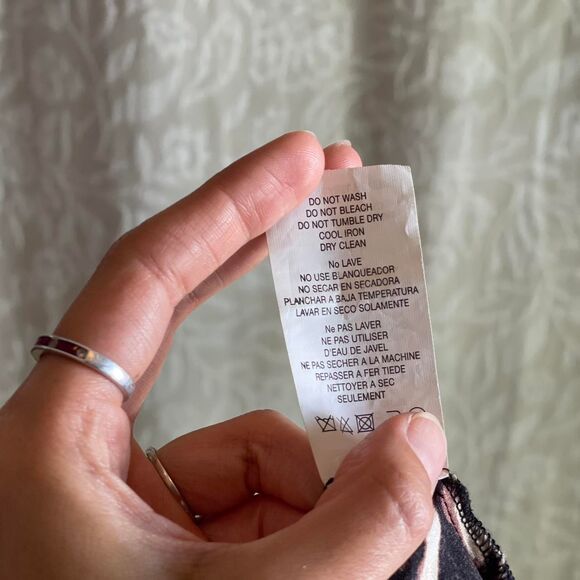 DO NOT WASH
DO NOT BLEACH
DO NOT TUMBLE DRY
COOL IRON
DRY CLEAN
No LAVE
NO USE BLANQUEADOR
NO SECAR EN SECADORA
PLANCHAR A BAJA TEMPERATURA
LAVAR EN SECO SOLAMENTE
Ne PAS LAVER
NE PAS UTILISER
D'EAU DE JAVEL
NE PAS SECHER A LA MACHINE
REPASSER A FER TIEDE
NETTOYER A SEC
SEULEMENT